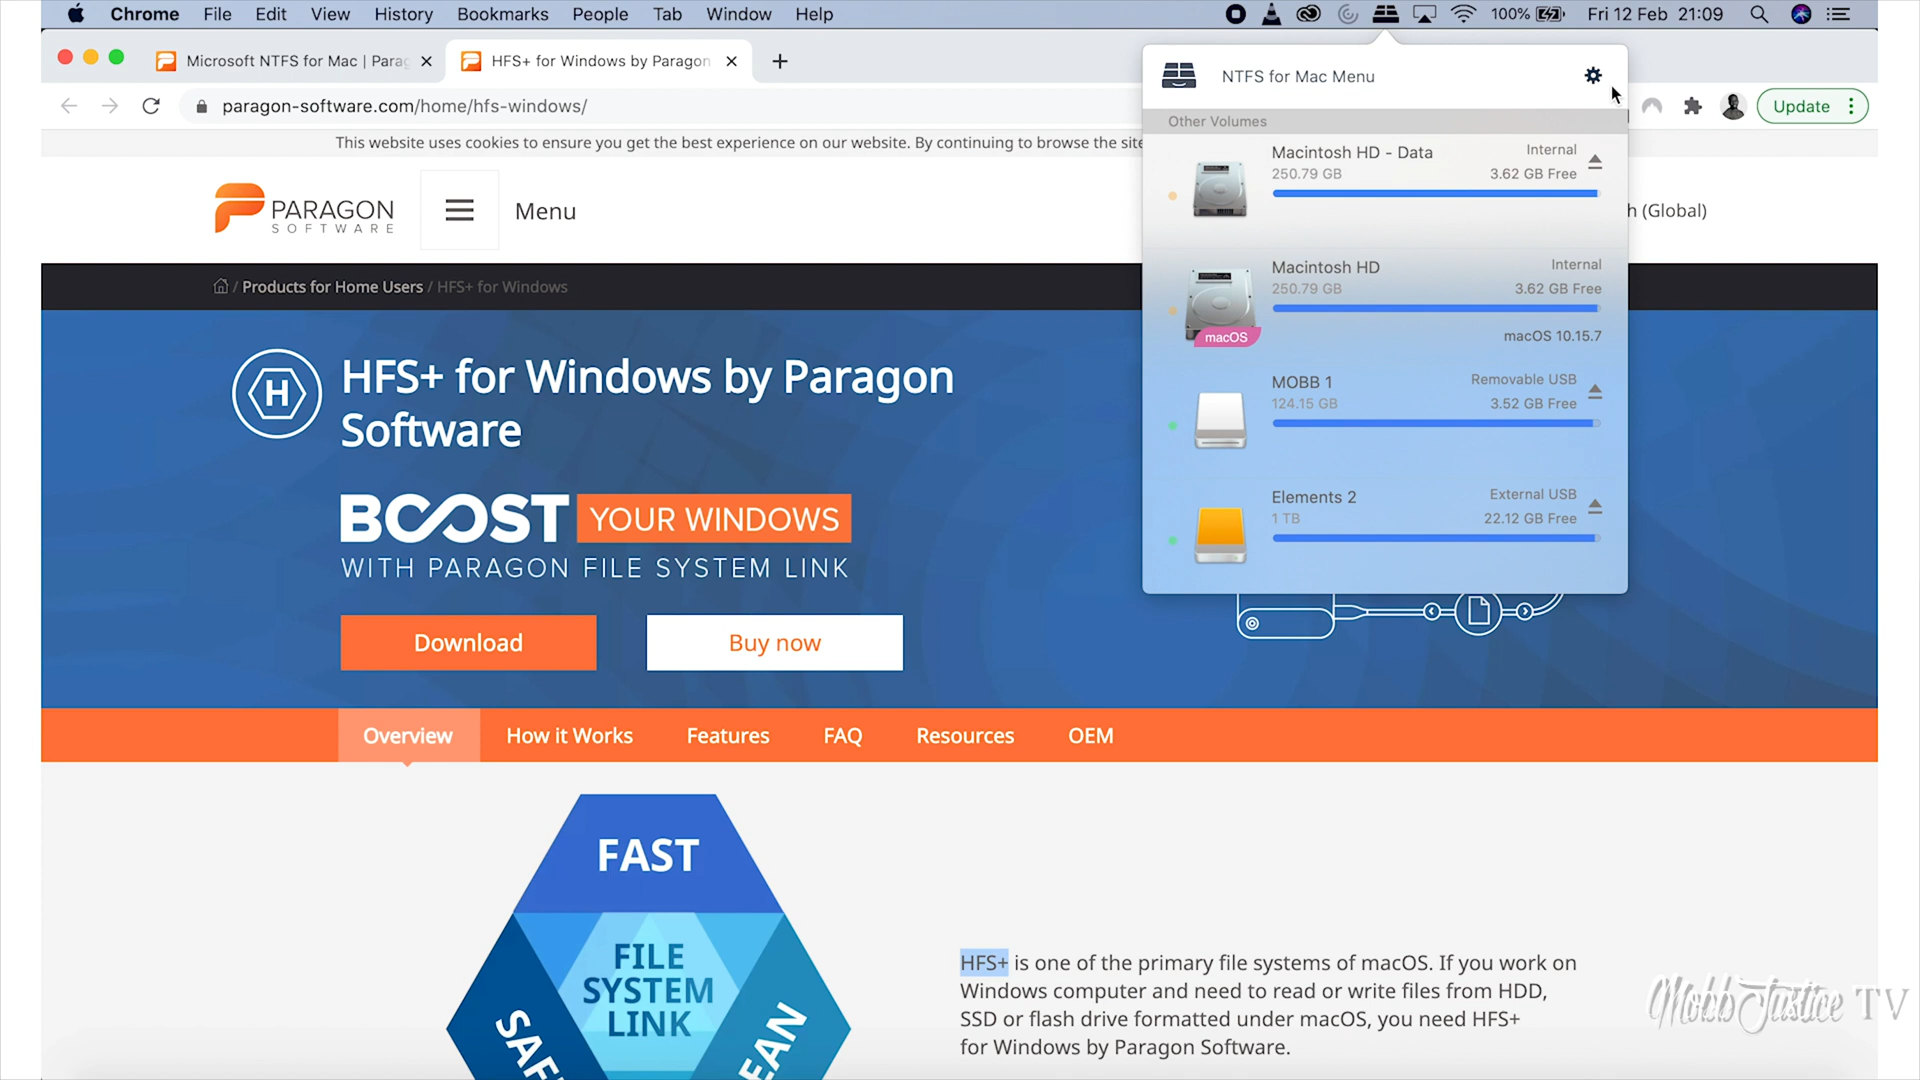 Chrome File Edit View History Bookmarks People Tab Window Help 100% Fri 12 Feb 21:09
Microsoft NTFS for Mac | Parag
HFS+ for Windows by Paragon
paragon-software.com/home/hfs-windows/
Update
This website uses cookies to ensure you get the best experience on our website. By continuing to browse the site
PARAGON
SOFTWARE
Menu
h (Global)
/ Products for Home Users / HFS+ for Windows
HFS+ for Windows by Paragon
Software
H
BOOST YOUR WINDOWS
WITH PARAGON FILE SYSTEM LINK
Download
Buy now
NTFS for Mac Menu
Other Volumes
Macintosh HD - Data Internal
250.79 GB 3.62 GB Free
Macintosh HD Internal
250.79 GB 3.62 GB Free
macOS
macOS 10.15.7
MOBB 1 Removable USB
124.15 GB 3.52 GB Free
Elements 2 External USB
1 TB 22.12 GB Free
Overview How it Works Features FAQ Resources OEM
FAST
FILE
SYSTEM
LINK
HFS+ is one of the primary file systems of macOS. If you work on
Windows computer and need to read or write files from HDD,
SSD or flash drive formatted under macOS, you need HFS+
for Windows by Paragon Software.
MobbJustice TV